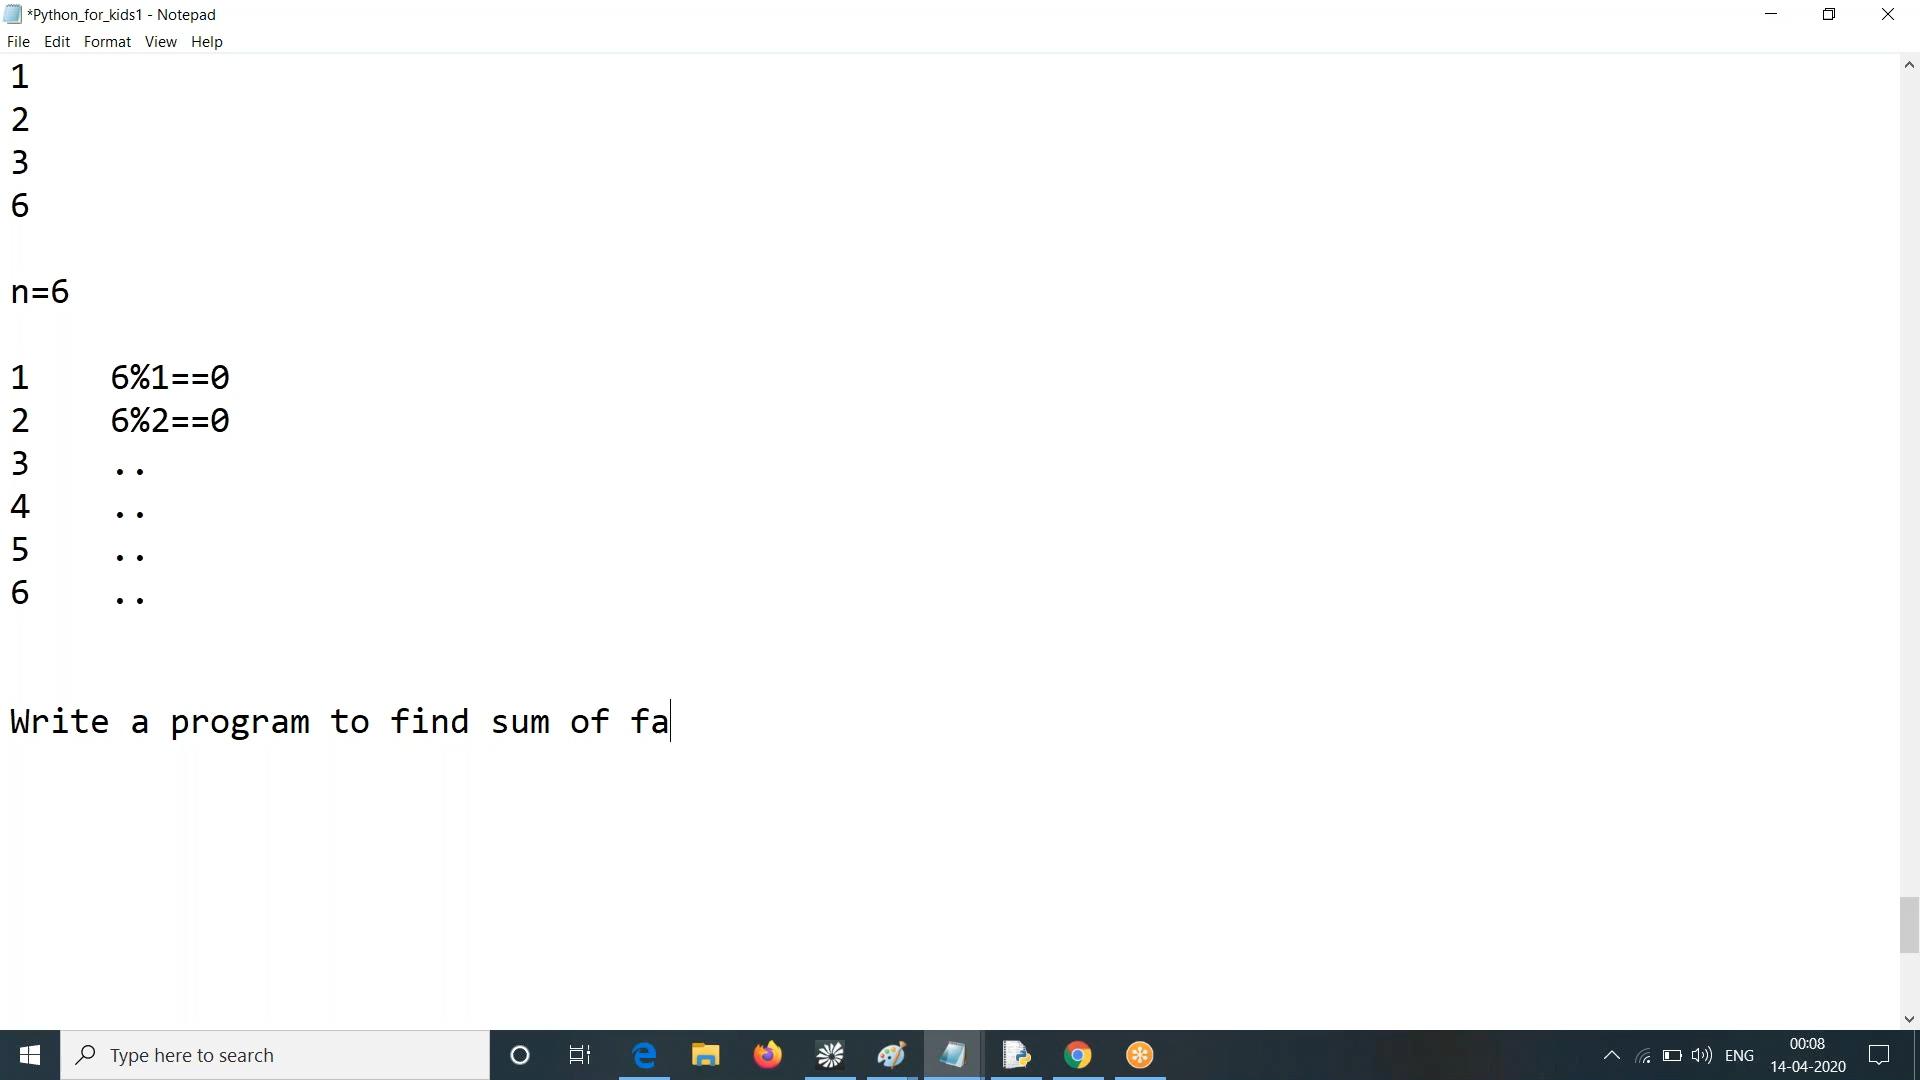 *Python_for_kids1 - Notepad
File Edit Format View Help
1
2
3
6
n=6
1 6%1==0
2 6%2==0
3 ..
4 ..
5 ..
6 ..
Write a program to find sum of fa
Type here to search
ENG
00:08
14-04-2020